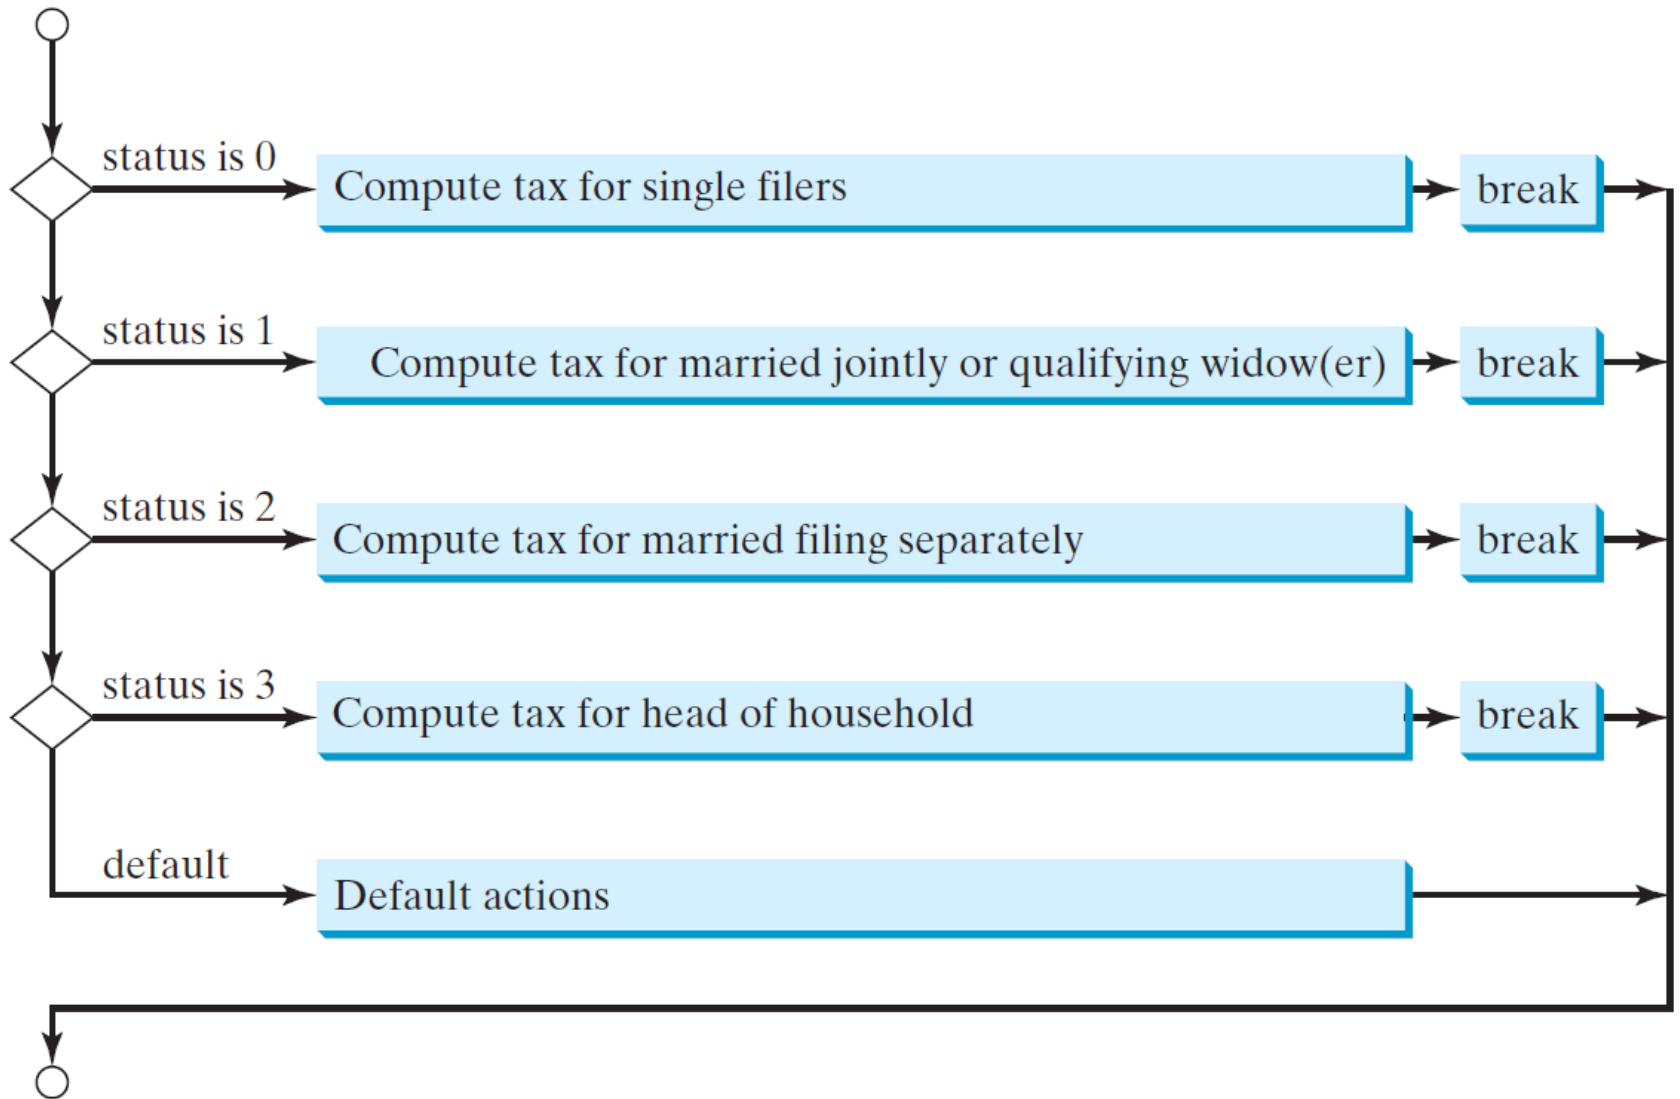 status is 0
Compute tax for single filers
break
status is 1
Compute tax for married jointly or qualifying widow(er)
break
status is 2
Compute tax for married filing separately
break
status is 3
Compute tax for head of household
break
default
Default actions